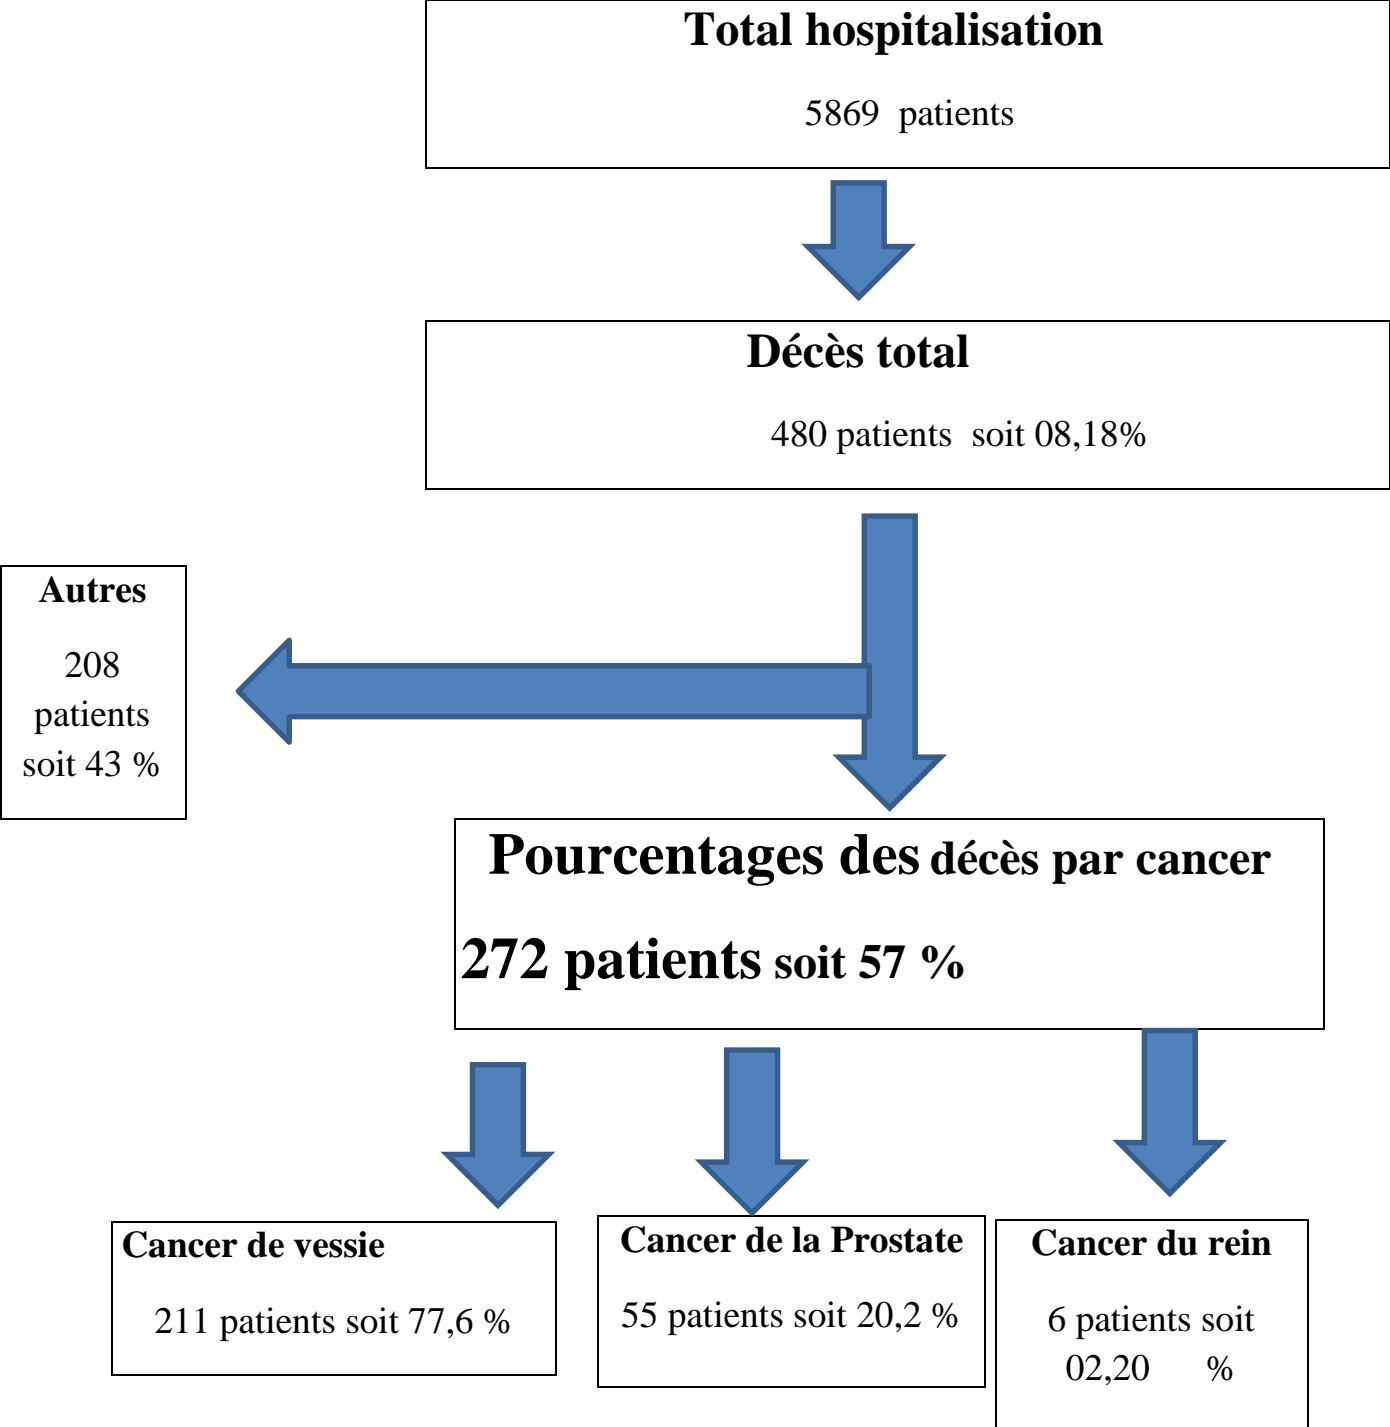 Total hospitalisation
5869 patients
Décès total
480 patients soit 08,18%
Autres
208
patients
soit 43 %
Pourcentages des décès par cancer
272 patients soit 57 %
Cancer de vessie
211 patients soit 77,6 %
Cancer de la Prostate
55 patients soit 20,2 %
Cancer du rein
6 patients soit
02,20 %